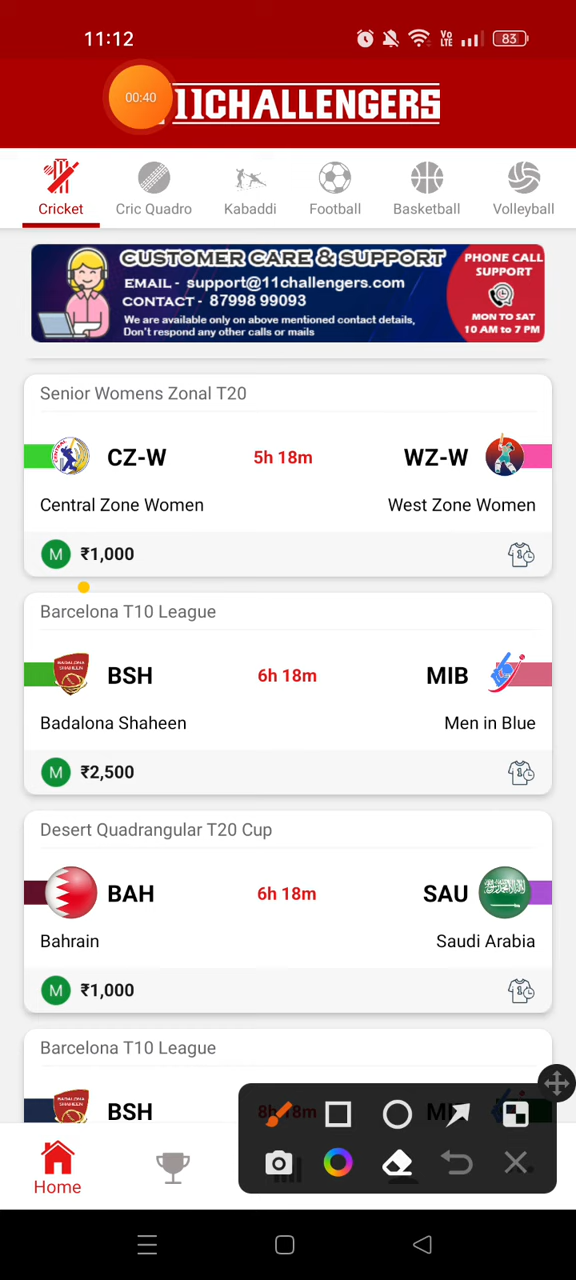 11:12
Vo
LTE
83
00:40
11CHALLENGERS
Cricket
Cric Quadro
Kabaddi
Football
Basketball
Volleyball
CUSTOMER CARE & SUPPORT
EMAIL - support@11challengers.com
CONTACT - 87998 99093
We are available only on above mentioned contact details,
Don't respond any other calls or mails
PHONE CALL
SUPPORT
MON TO SAT
10 AM to 7 PM
Senior Womens Zonal T20
CZ-W
5h 18m
WZ-W
Central Zone Women
West Zone Women
M ₹1,000
Barcelona T10 League
BSH
6h 18m
MIB
Badalona Shaheen
Men in Blue
M ₹2,500
Desert Quadrangular T20 Cup
BAH
6h 18m
SAU
Bahrain
Saudi Arabia
M ₹1,000
Barcelona T10 League
BSH
8h 18m
Home